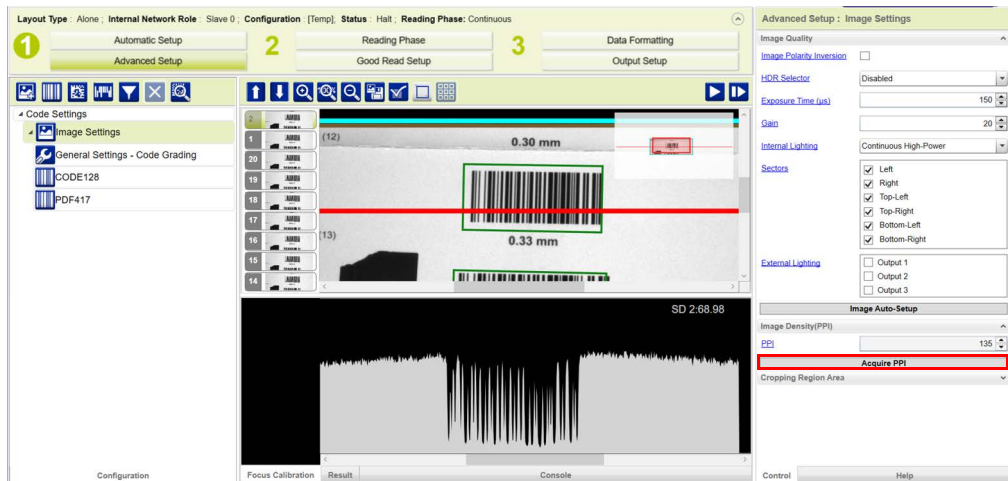 Layout Type : Alone ; Internal Network Role : Slave 0 ; Configuration : [Temp]; Status : Halt ; Reading Phase: Continuous
1
Automatic Setup
Advanced Setup
2
Reading Phase
Good Read Setup
3
Data Formatting
Output Setup
Code Settings
Image Settings
General Settings - Code Grading
CODE128
PDF417
Configuration
2
1
20
19
18
17
16
15
14
(12)
0.30 mm
(13)
0.33 mm
SD 2:68.98
Focus Calibration
Result
Console
Advanced Setup : Image Settings
Image Quality
Image Polarity Inversion
HDR Selector
Disabled
Exposure Time (µs)
150
Gain
20
Internal Lighting
Continuous High-Power
Sectors
Left
Right
Top-Left
Top-Right
Bottom-Left
Bottom-Right
External Lighting
Output 1
Output 2
Output 3
Image Auto-Setup
Image Density(PPI)
PPI
135
Acquire PPI
Cropping Region Area
Control
Help